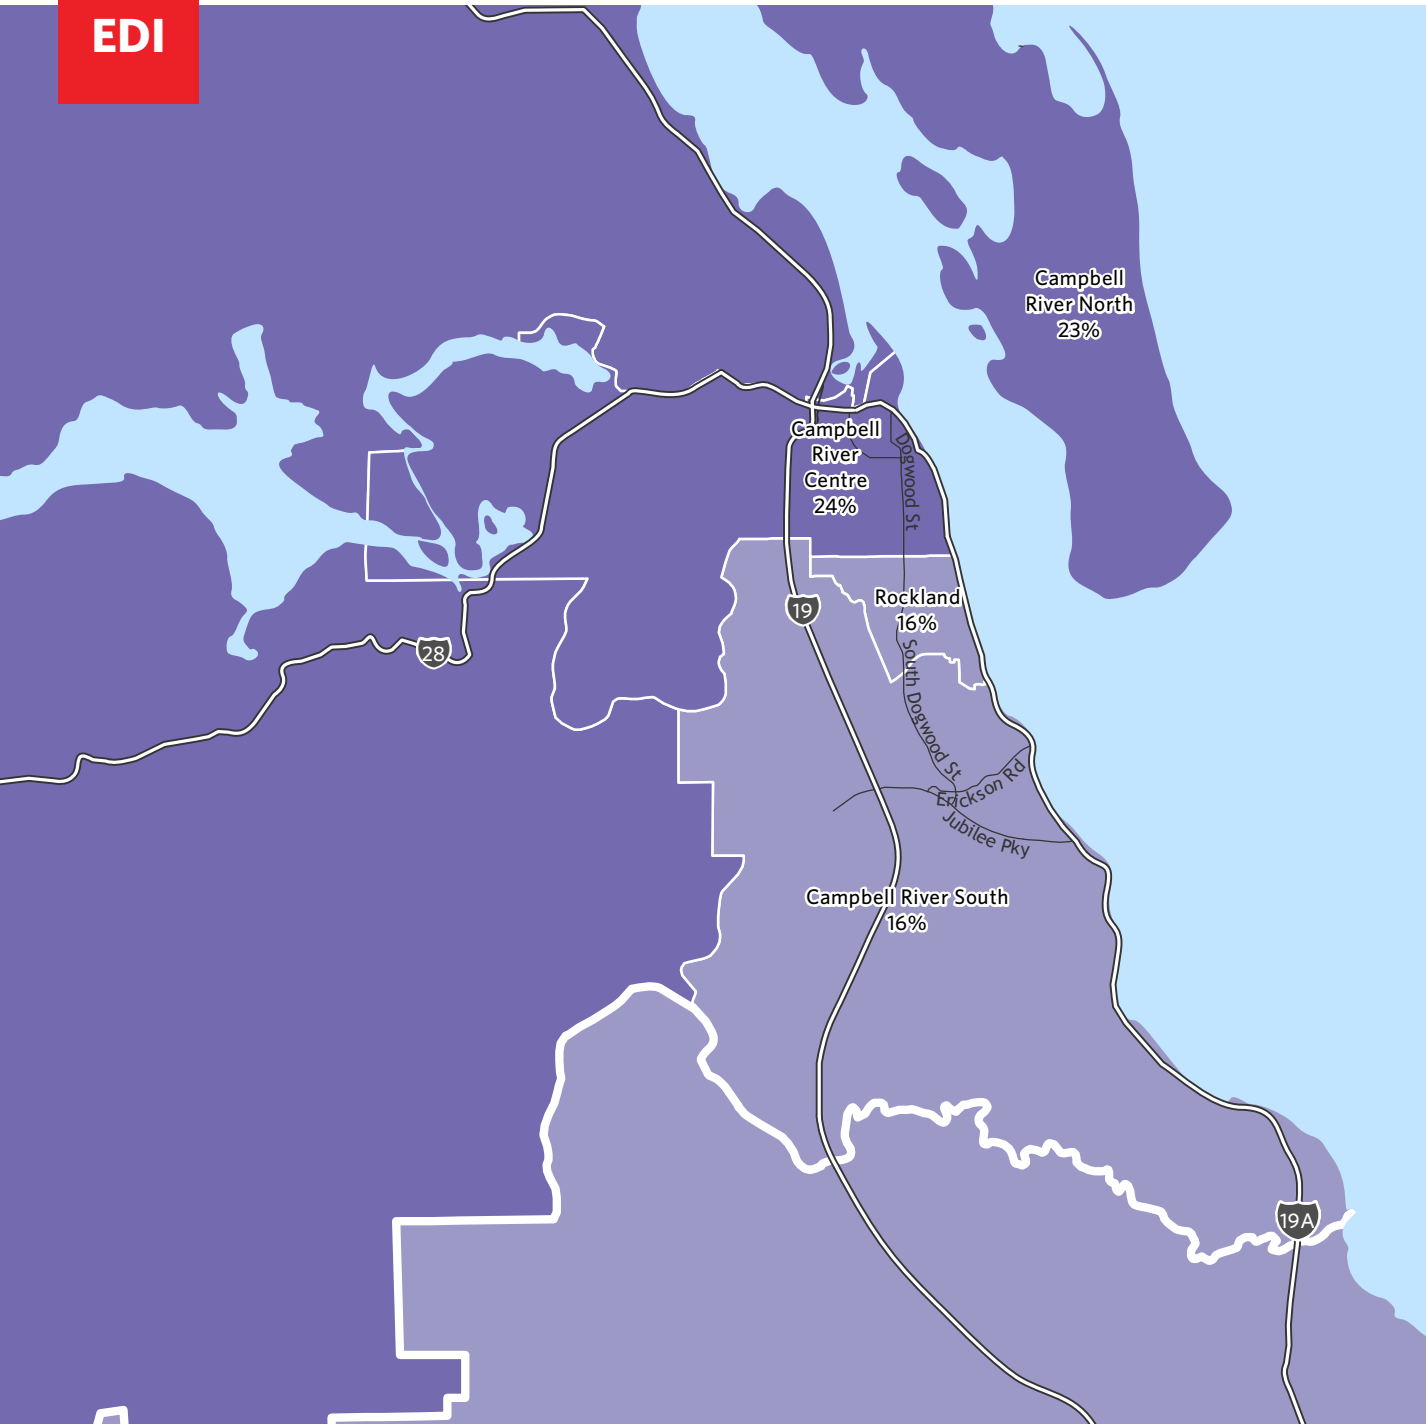 EDI
Campbell
River North
23%
Campbell
River
Centre
24%
Dogwood St
Rockland
16%
19
28
South Dogwood St
Erickson Rd
Jubilee Pky
Campbell River South
16%
19A